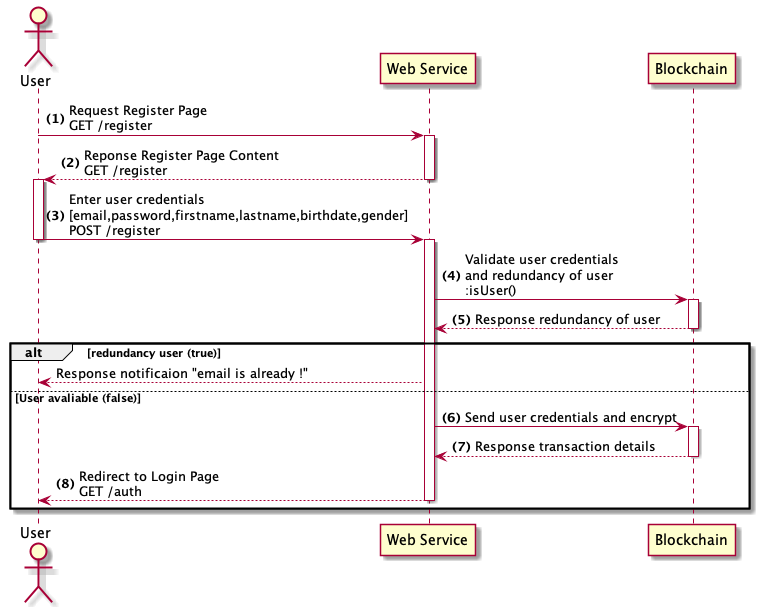 User
Web Service
Blockchain
(1) Request Register Page
GET /register
(2) Reponse Register Page Content
GET /register
Enter user credentials
(3) [email,password,firstname,lastname,birthdate,gender]
POST /register
Validate user credentials
(4) and redundancy of user
:isUser()
(5) Response redundancy of user
alt [redundancy user (true)]
Response notificaion "email is already !"
[User avaliable (false)]
(6) Send user credentials and encrypt
(7) Response transaction details
(8) Redirect to Login Page
GET /auth
User
Web Service
Blockchain